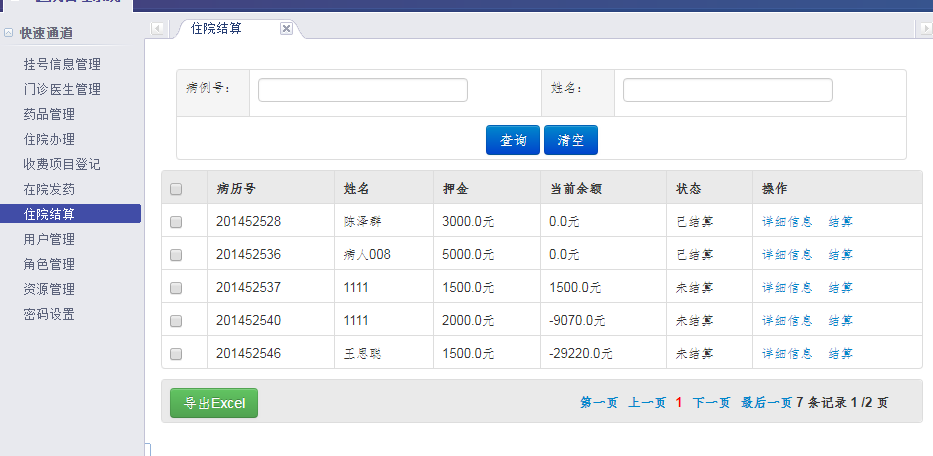 快速通道
挂号信息管理
门诊医生管理
药品管理
住院办理
收费项目登记
在院发药
住院结算
用户管理
角色管理
资源管理
密码设置
住院结算
病例号： 姓名：
查询 清空
病历号 姓名 押金 当前余额 状态 操作
201452528 陈泽群 3000.0元 0.0元 已结算 详细信息 结算
201452536 病人008 5000.0元 0.0元 已结算 详细信息 结算
201452537 1111 1500.0元 1500.0元 未结算 详细信息 结算
201452540 1111 2000.0元 -9070.0元 未结算 详细信息 结算
201452546 王思聪 1500.0元 -29220.0元 未结算 详细信息 结算
导出Excel 第一页 上一页 1 下一页 最后一页 7 条记录 1 /2 页